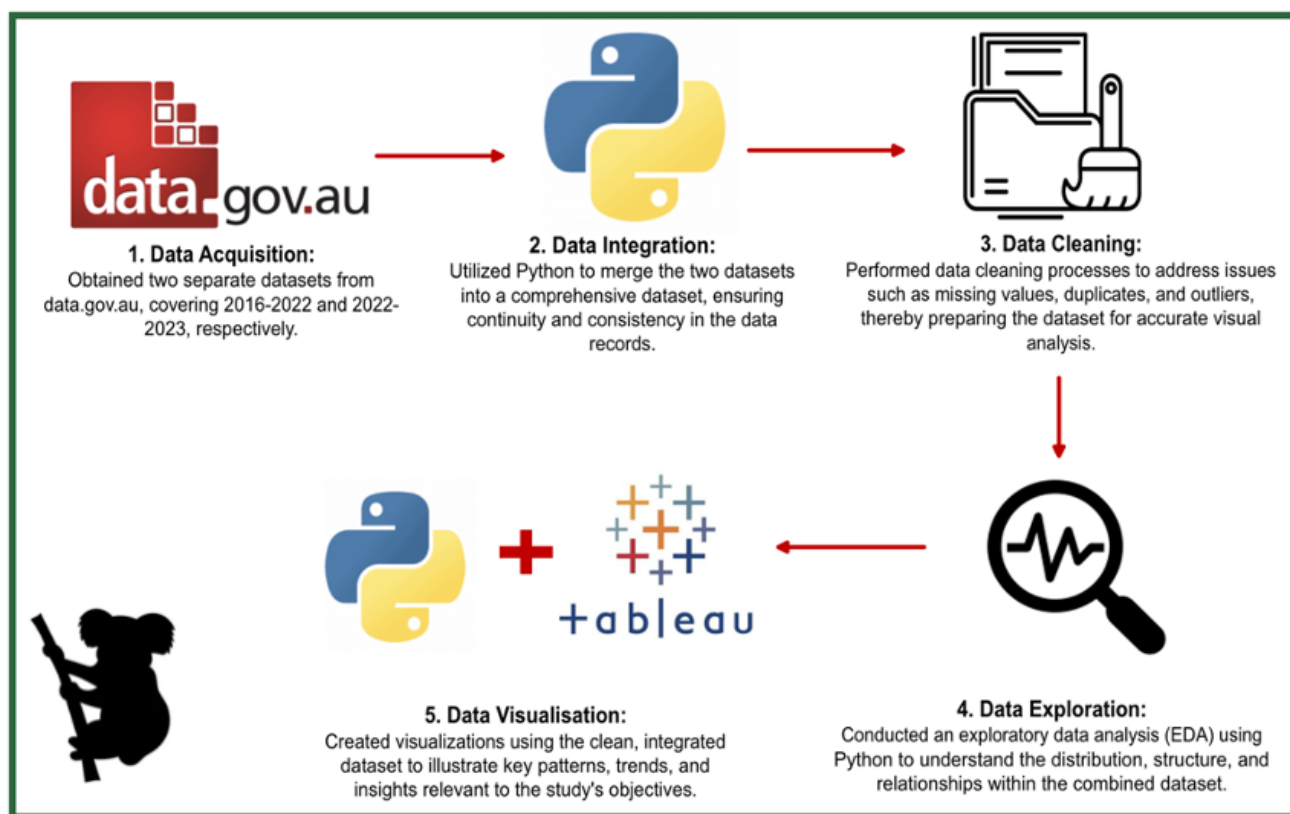 data.gov.au
1. Data Acquisition:
Obtained two separate datasets from
data.gov.au, covering 2016-2022 and 2022-
2023, respectively.
2. Data Integration:
Utilized Python to merge the two datasets
into a comprehensive dataset, ensuring
continuity and consistency in the data
records.
3. Data Cleaning:
Performed data cleaning processes to address issues
such as missing values, duplicates, and outliers,
thereby preparing the dataset for accurate visual
analysis.
4. Data Exploration:
Conducted an exploratory data analysis (EDA) using
Python to understand the distribution, structure, and
relationships within the combined dataset.
+ableau
5. Data Visualisation:
Created visualizations using the clean, integrated
dataset to illustrate key patterns, trends, and
insights relevant to the study's objectives.